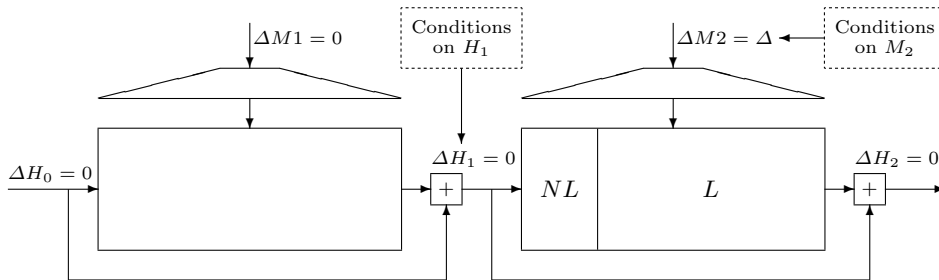 ΔM1 = 0
Conditions
on H₁
ΔM2 = Δ
Conditions
on M₂
ΔH₀ = 0
ΔH₁ = 0
ΔH₂ = 0
NL
L
+
+